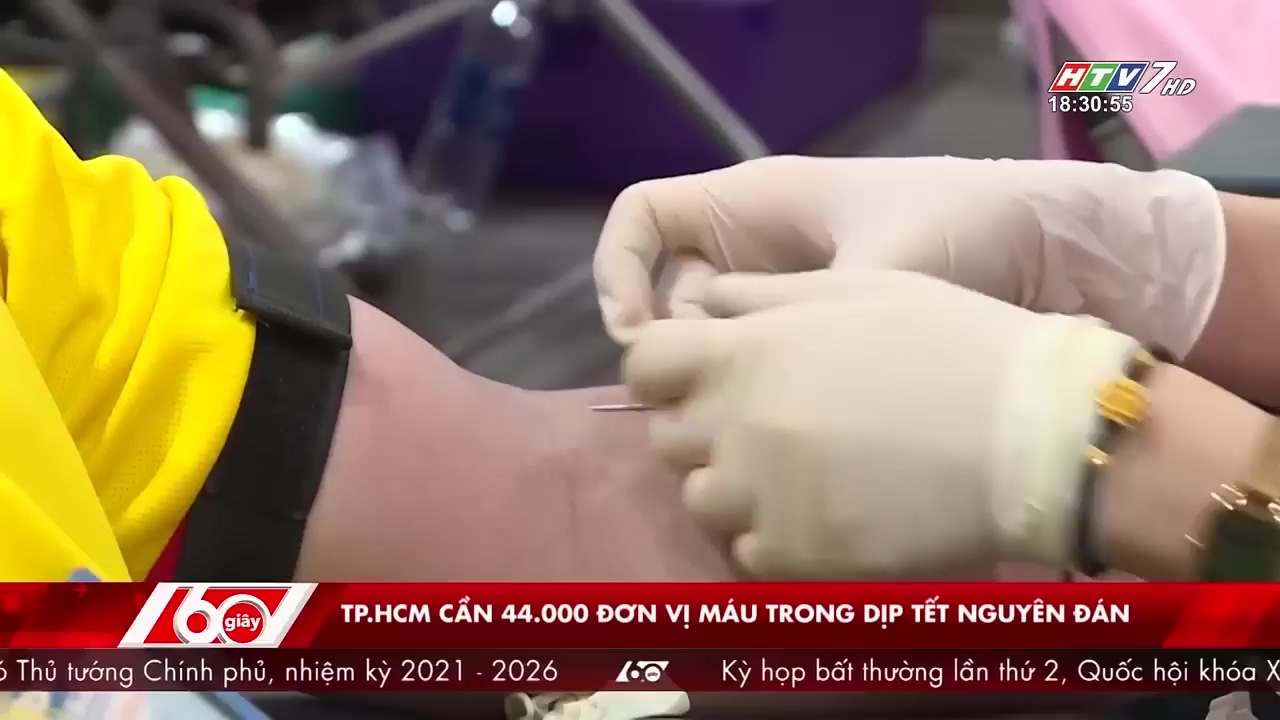 HTV7 HD
18:30:55
60 giây
TP.HCM CẦN 44.000 ĐƠN VỊ MÁU TRONG DỊP TẾT NGUYÊN ĐÁN
Thủ tướng Chính phủ, nhiệm kỳ 2021 - 2026 60 giây Kỳ họp bất thường lần thứ 2, Quốc hội khóa